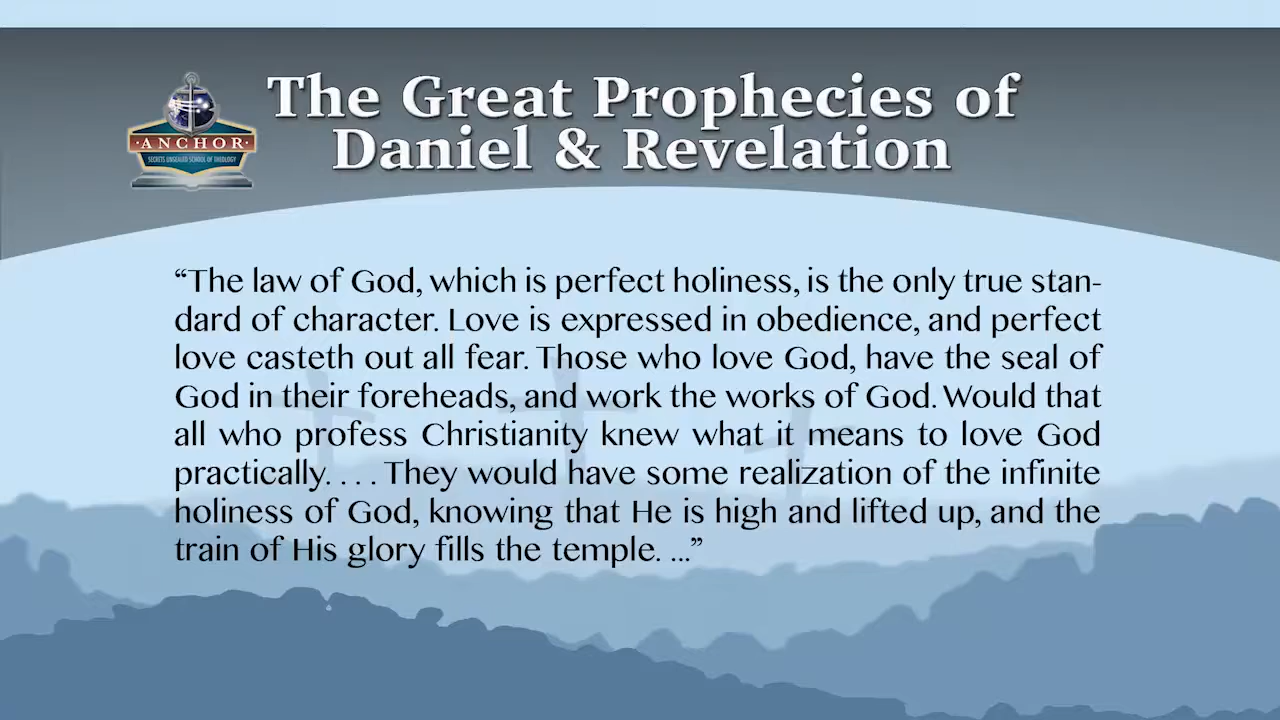 The Great Prophecies of
Daniel & Revelation
·ANCHOR·
SECRETS UNSEALED SCHOOL OF THEOLOGY
“The law of God, which is perfect holiness, is the only true stan-
dard of character. Love is expressed in obedience, and perfect
love casteth out all fear. Those who love God, have the seal of
God in their foreheads, and work the works of God. Would that
all who profess Christianity knew what it means to love God
practically. . . . They would have some realization of the infinite
holiness of God, knowing that He is high and lifted up, and the
train of His glory fills the temple. ...”